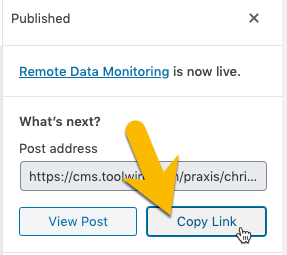 Published
Remote Data Monitoring is now live.
What's next?
Post address
https://cms.toolwir
m/praxis/chri...
View Post
Copy Link